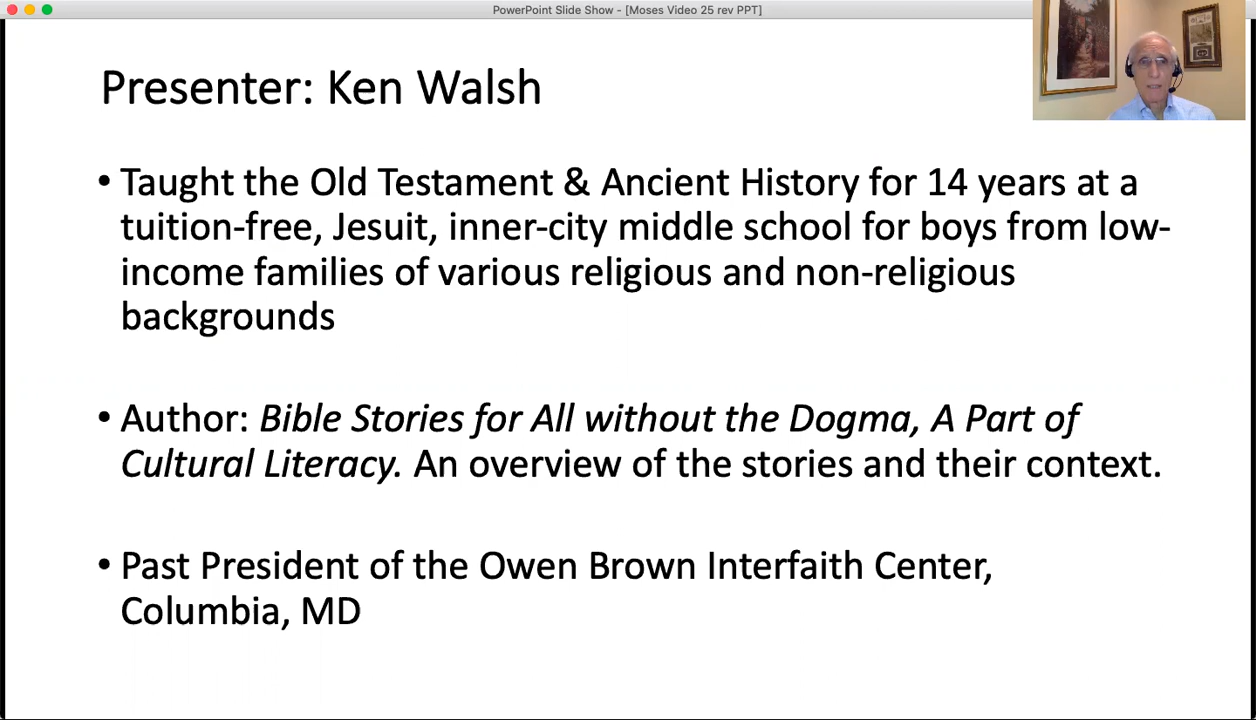 PowerPoint Slide Show - [Moses Video 25 rev PPT]
Presenter: Ken Walsh
• Taught the Old Testament & Ancient History for 14 years at a
tuition-free, Jesuit, inner-city middle school for boys from low-
income families of various religious and non-religious
backgrounds
• Author: Bible Stories for All without the Dogma, A Part of
Cultural Literacy. An overview of the stories and their context.
• Past President of the Owen Brown Interfaith Center,
Columbia, MD